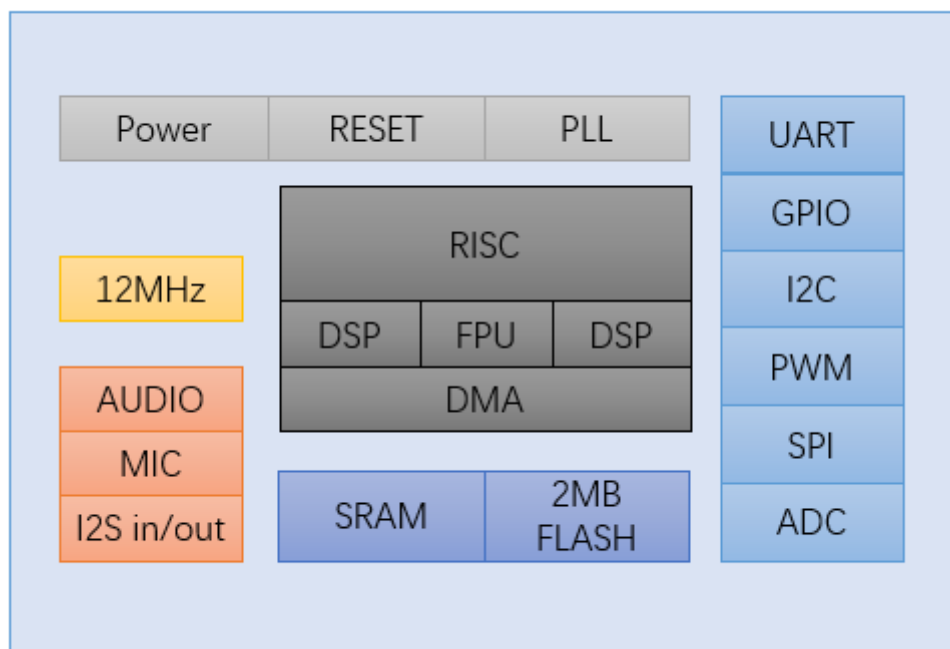 Power
RESET
PLL
12MHz
AUDIO
MIC
I2S in/out
RISC
DSP
FPU
DSP
DMA
SRAM
2MB
FLASH
UART
GPIO
I2C
PWM
SPI
ADC